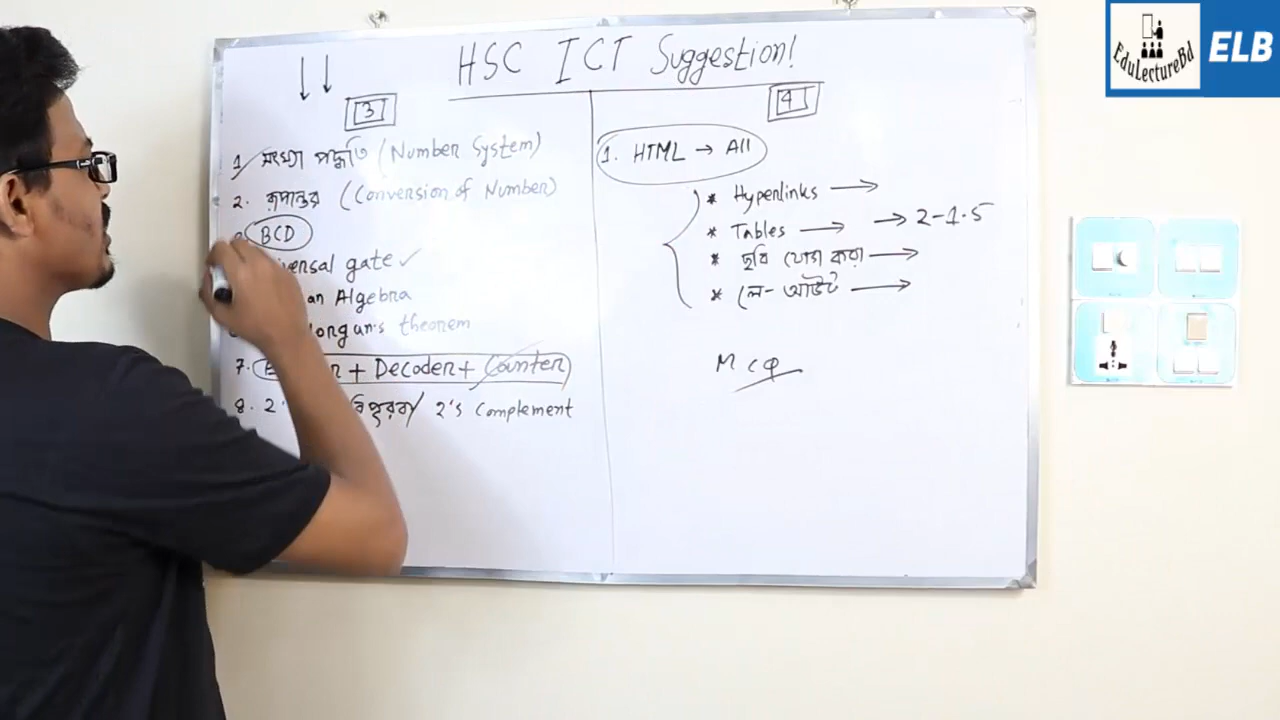 HSC ICT Suggestion!
3
1. সংখ্যা পদ্ধতি (Number System)
2. রূপান্তর (Conversion of Number)
BCD
gate ✓
Algebra
theorem
7. + Decoder + Counter
8. 2' 2's complement
4
1. HTML → All
* Hyperlinks →
* Tables → → 2-1.5
* ছবি যোগ করা →
* লে-আউট →
MCQ
EduLectureBd
ELB